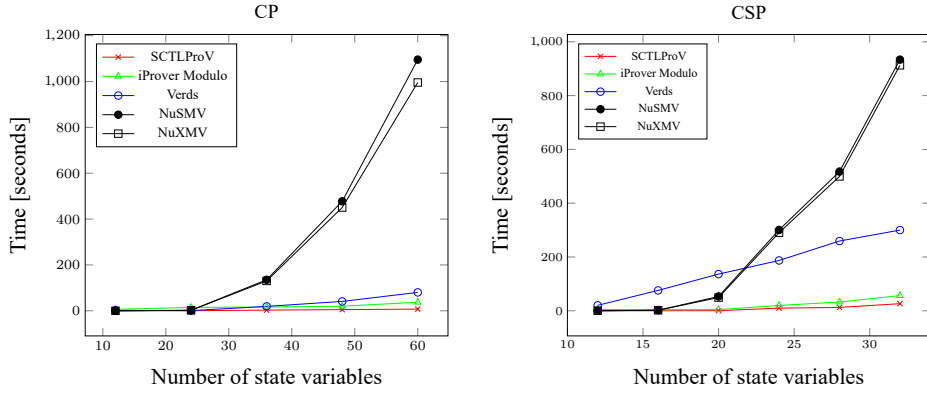 CP
1,200
1,000
800
600
400
200
0
10
20
30
40
50
60
Time [seconds]
Number of state variables
SCTLProV
iProver Modulo
Verds
NuSMV
NuXMV
CSP
1,000
800
600
400
200
0
10
15
20
25
30
Time [seconds]
Number of state variables
SCTLProV
iProver Modulo
Verds
NuSMV
NuXMV